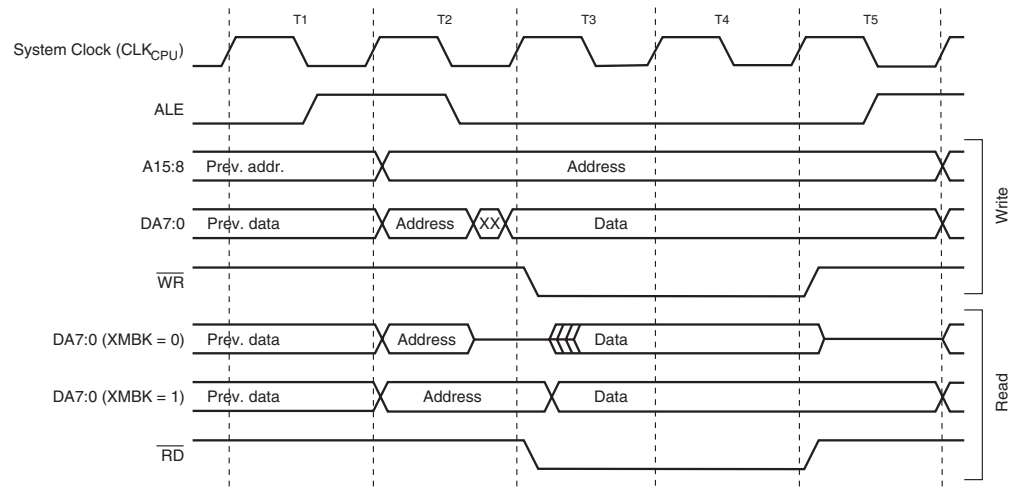 T1 T2 T3 T4 T5
System Clock (CLKCPU)
ALE
A15:8 Prev. addr. Address
DA7:0 Prev. data Address XX Data
WR
Write
DA7:0 (XMBK = 0) Prev. data Address Data
DA7:0 (XMBK = 1) Prev. data Address Data
RD
Read